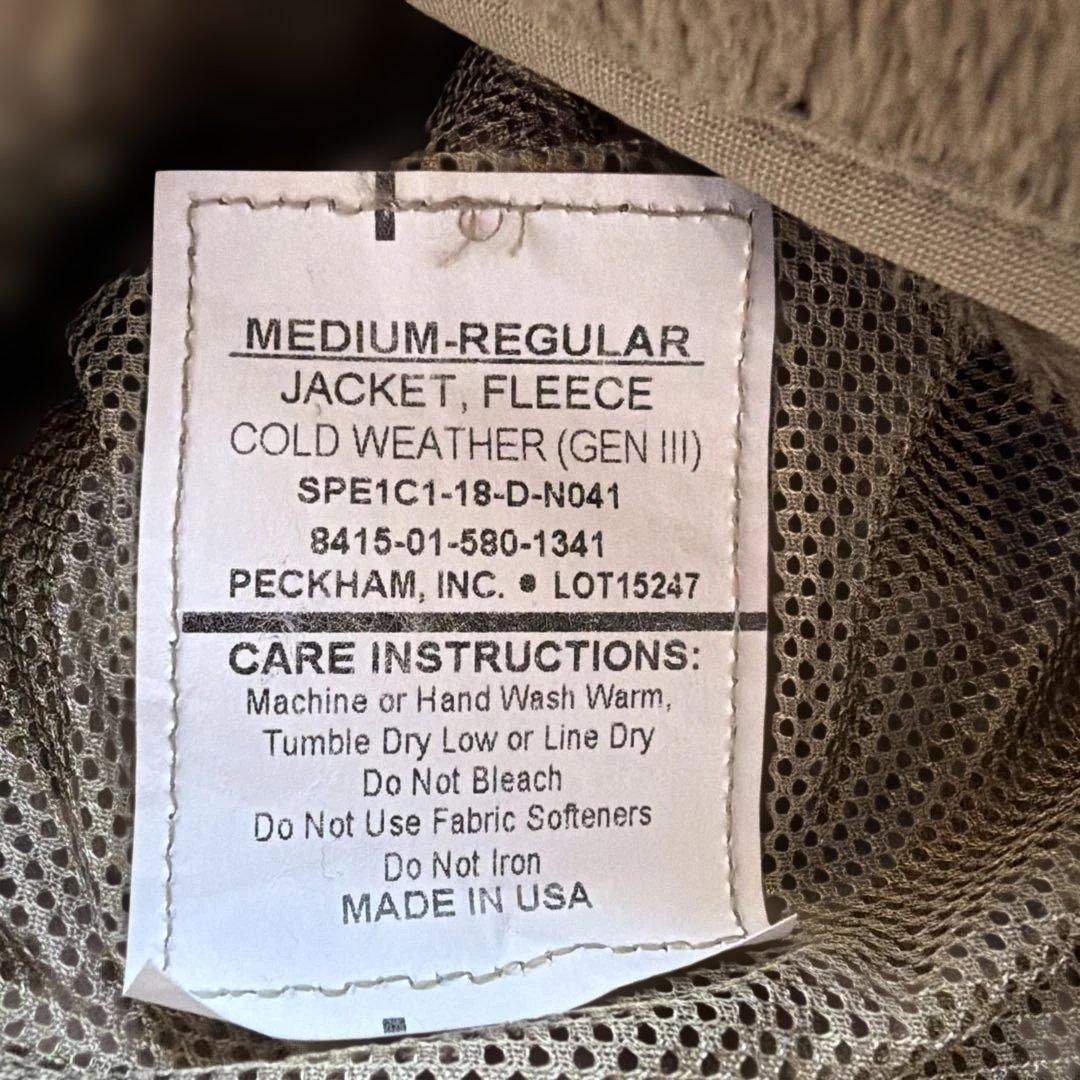 MEDIUM-REGULAR
JACKET, FLEECE
COLD WEATHER (GEN III)
SPE1C1-18-D-N041
8415-01-580-1341
PECKHAM, INC. • LOT15247
CARE INSTRUCTIONS:
Machine or Hand Wash Warm,
Tumble Dry Low or Line Dry
Do Not Bleach
Do Not Use Fabric Softeners
Do Not Iron
MADE IN USA